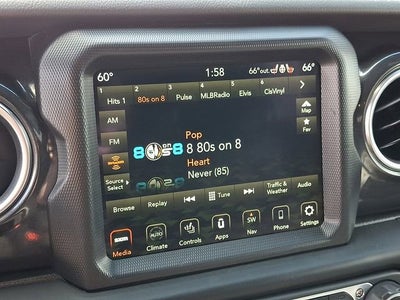 60° 1:58 66°out. 66°
1 2 3 4 5 6
Hits 1 80s on 8 Pulse MLBRadio Elvis ClsVinyl
AM
Map
FM
Fav
Pop
8 80s on 8
Heart
Never (85)
Source
Select
Browse Replay Tune Traffic &
Weather Audio
AUTO SW
Media Climate Controls Apps Nav Phone Settings